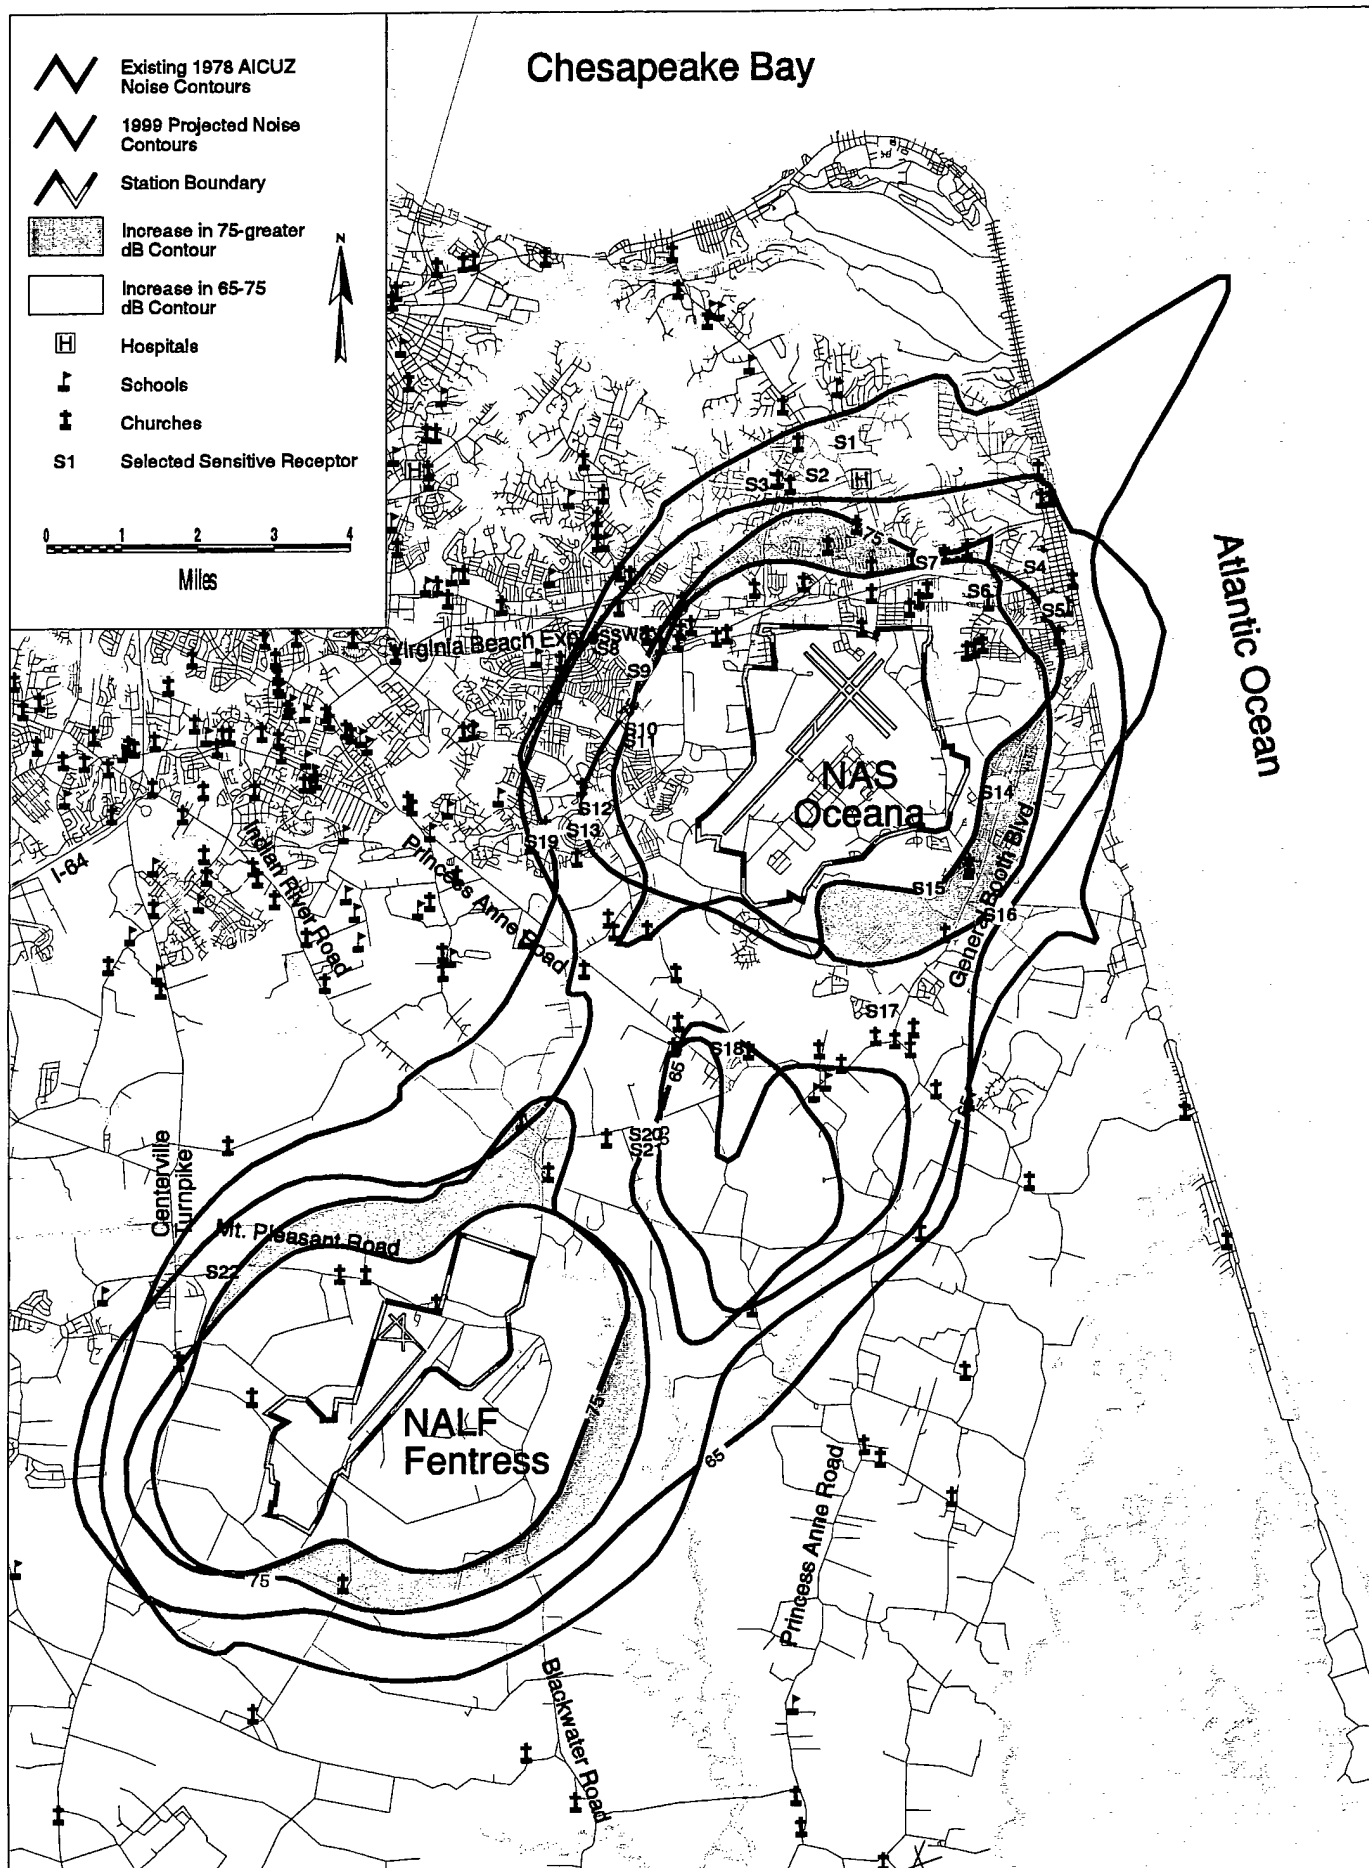 Existing 1978 AICUZ
Noise Contours
1999 Projected Noise
Contours
Station Boundary
Increase in 75-greater
dB Contour
Increase in 65-75
dB Contour
H
Hospitals
Schools
Churches
S1
Selected Sensitive Receptor
N
0 1 2 3 4
Miles
Chesapeake Bay
Atlantic Ocean
S1
S2
S3
H
H
75
S7
S4
S6
S5
Virginia Beach Expressway
S8
S9
S10
S11
NAS
Oceana
S14
S12
S13
S19
S15
S16
General Booth Blvd
I-64
Indian River Road
Princess Anne Road
S17
S18
65
65
S20
S21
Centerville
Turnpike
Mt. Pleasant Road
S22
NALF
Fentress
75
65
75
Princess Anne Road
Blackwater Road